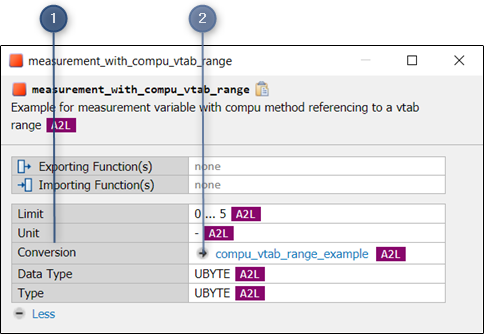 1 2
measurement_with_compu_vtab_range
measurement_with_compu_vtab_range
Example for measurement variable with compu method referencing to a vtab
range A2L
Exporting Function(s) none
Importing Function(s) none
Limit 0 ... 5 A2L
Unit - A2L
Conversion compu_vtab_range_example A2L
Data Type UBYTE A2L
Type UBYTE A2L
Less